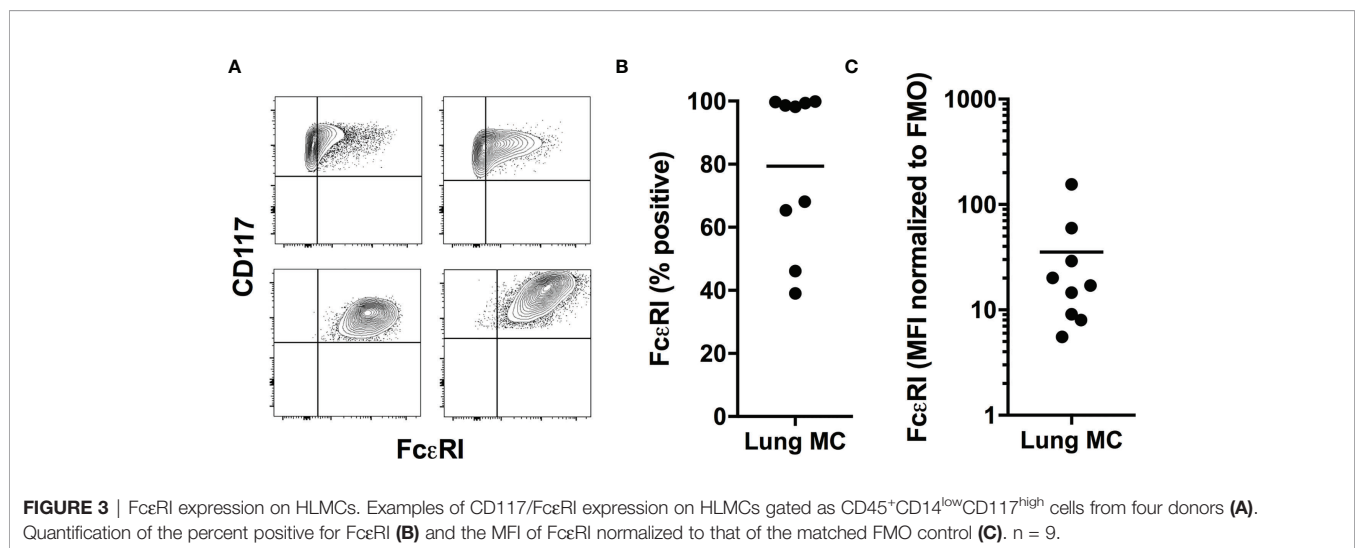 A
CD117
FcεRI
B
FcεRI (% positive)
100
80
60
40
20
0
Lung MC
C
FcεRI (MFI normalized to FMO)
1000
100
10
1
Lung MC
FIGURE 3 | FcεRI expression on HLMCs. Examples of CD117/FcεRI expression on HLMCs gated as CD45⁺CD14ˡᵒʷCD117ʰⁱᵍʰ cells from four donors (A).
Quantification of the percent positive for FcεRI (B) and the MFI of FcεRI normalized to that of the matched FMO control (C). n = 9.